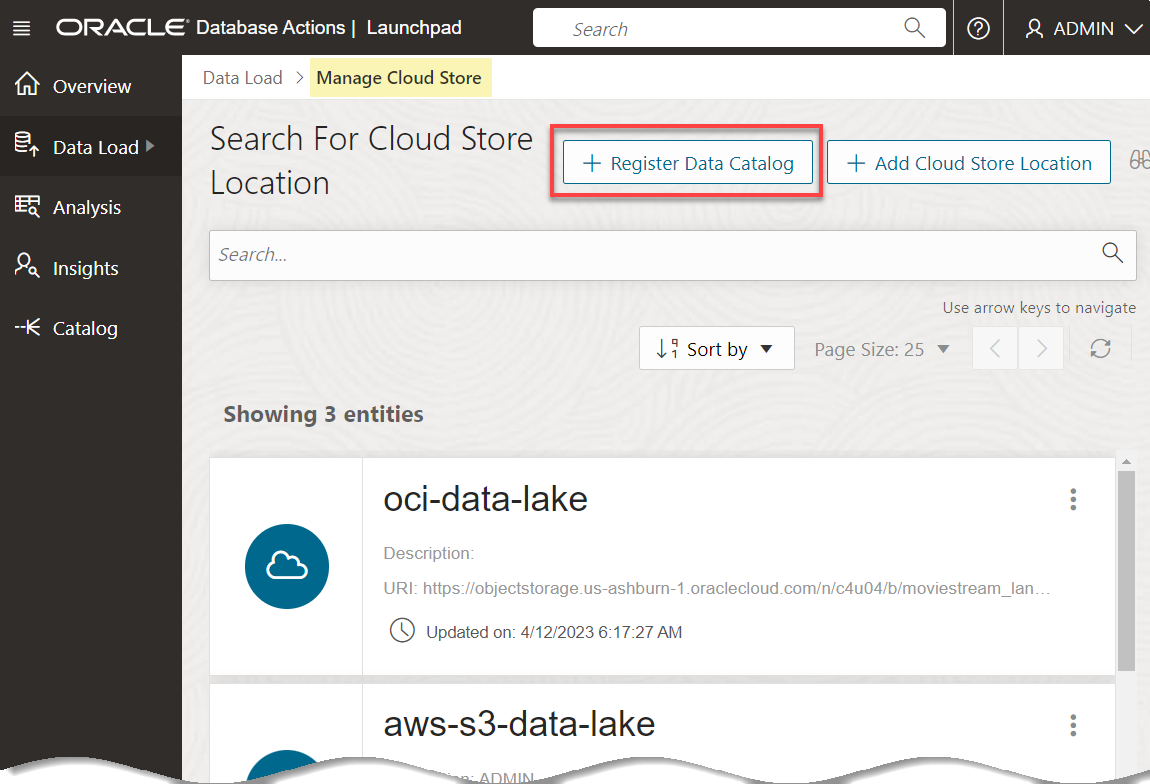 ORACLE® Database Actions | Launchpad
Search
ADMIN
Overview
Data Load
Analysis
Insights
Catalog
Data Load > Manage Cloud Store
Search For Cloud Store
Location
+ Register Data Catalog
+ Add Cloud Store Location
Search...
Use arrow keys to navigate
Sort by
Page Size: 25
Showing 3 entities
oci-data-lake
Description:
URI: https://objectstorage.us-ashburn-1.oraclecloud.com/n/c4u04/b/moviestream_lan...
Updated on: 4/12/2023 6:17:27 AM
aws-s3-data-lake
ADMIN